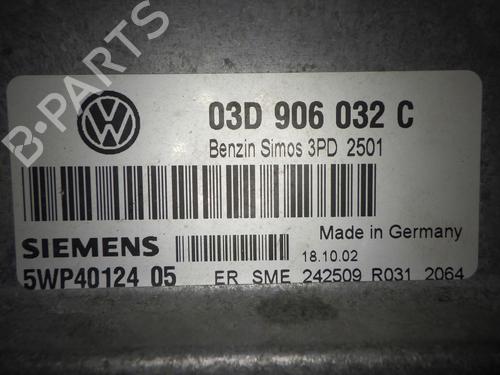 03D 906 032 C
Benzin Simos 3PD 2501
Made in Germany
SIEMENS
18.10.02
5WP40124 05 ER SME 242509 R031 2064
B-PARTS